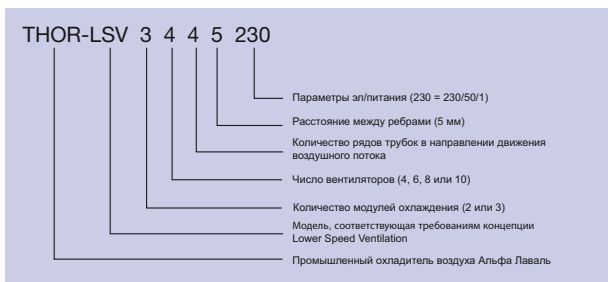 THOR-LSV 3 4 4 5 230
Параметры эл/питания (230 = 230/50/1)
Расстояние между ребрами (5 мм)
Количество рядов трубок в направлении движения
воздушного потока
Число вентиляторов (4, 6, 8 или 10)
Количество модулей охлаждения (2 или 3)
Модель, соответствующая требованиям концепции
Lower Speed Ventilation
Промышленный охладитель воздуха Альфа Лаваль